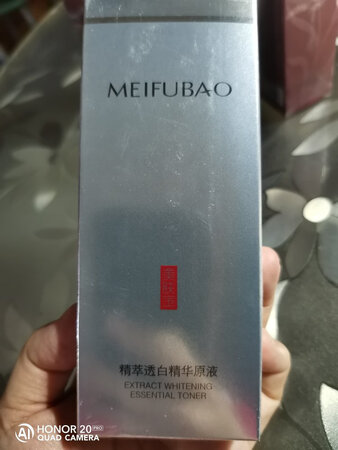 MEIFUBAO
精萃透白精华原液
EXTRACT WHITENING
ESSENTIAL TONER
HONOR 20 PRO
QUAD CAMERA